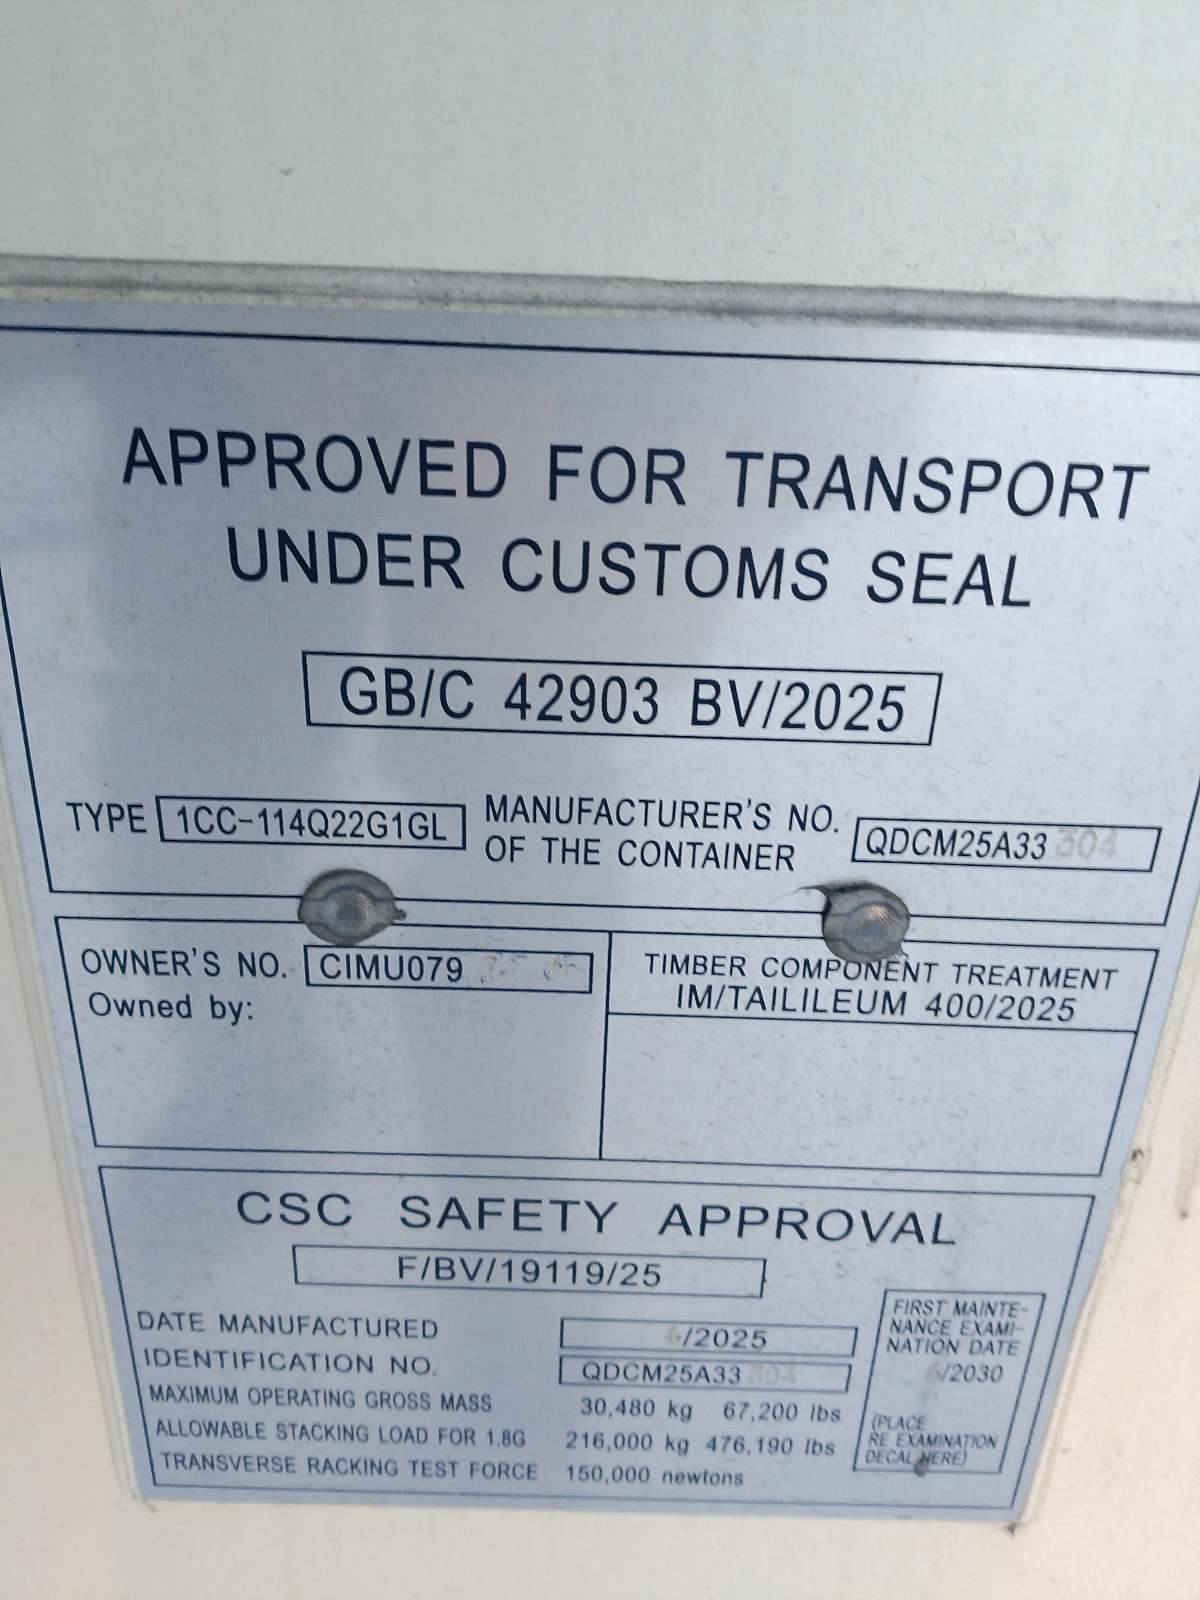 APPROVED FOR TRANSPORT
UNDER CUSTOMS SEAL
GB/C 42903 BV/2025
TYPE 1CC-114Q22G1GL MANUFACTURER'S NO. OF THE CONTAINER QDCM25A33304
OWNER'S NO. CIMU079
Owned by:
TIMBER COMPONENT TREATMENT
IM/TAILILEUM 400/2025
CSC SAFETY APPROVAL
F/BV/19119/25
DATE MANUFACTURED 6/2025
IDENTIFICATION NO. QDCM25A33304
MAXIMUM OPERATING GROSS MASS 30,480 kg 67,200 lbs
ALLOWABLE STACKING LOAD FOR 1.8G 216,000 kg 476,190 lbs
TRANSVERSE RACKING TEST FORCE 150,000 newtons
FIRST MAINTE-
NANCE EXAMI-
NATION DATE
6/2030
(PLACE
RE EXAMINATION
DECAL HERE)